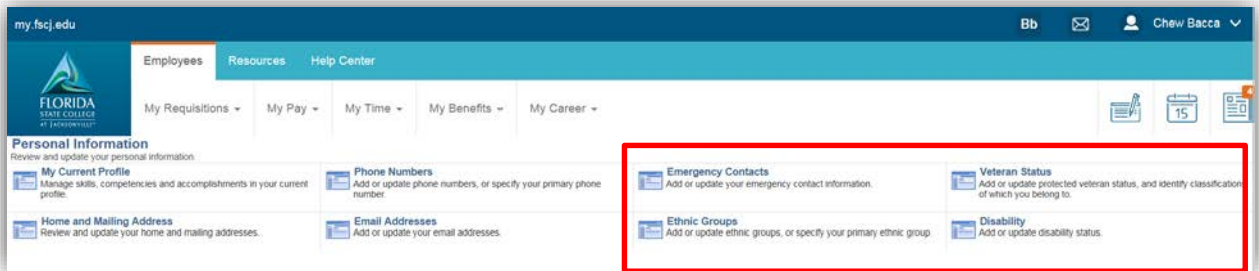 my.fscj.edu
Bb
Chew Bacca
Employees
Resources
Help Center
FLORIDA
STATE COLLEGE
AT JACKSONVILLE
My Requisitions
My Pay
My Time
My Benefits
My Career
15
4
Personal Information
Review and update your personal information.
My Current Profile
Manage skills, competencies and accomplishments in your current
profile.
Phone Numbers
Add or update phone numbers, or specify your primary phone
number.
Emergency Contacts
Add or update your emergency contact information.
Veteran Status
Add or update protected veteran status, and identify classification
of which you belong to.
Home and Mailing Address
Review and update your home and mailing addresses.
Email Addresses
Add or update your email addresses.
Ethnic Groups
Add or update ethnic groups, or specify your primary ethnic group.
Disability
Add or update disability status.